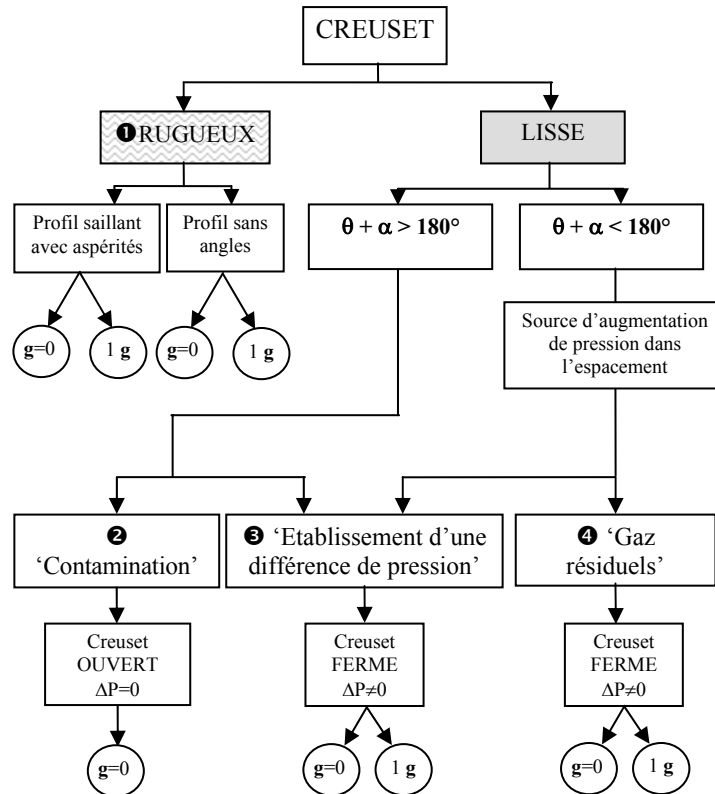 CREUSET
❶RUGUEUX
LISSE
Profil saillant
avec aspérités
Profil sans
angles
θ + α > 180°
θ + α < 180°
g=0
1 g
g=0
1 g
Source d’augmentation
de pression dans
l’espacement
❷
‘Contamination’
❸ ‘Etablissement d’une
différence de pression’
❹ ‘Gaz
résiduels’
Creuset
OUVERT
ΔP=0
Creuset
FERME
ΔP≠0
Creuset
FERME
ΔP≠0
g=0
g=0
1 g
g=0
1 g